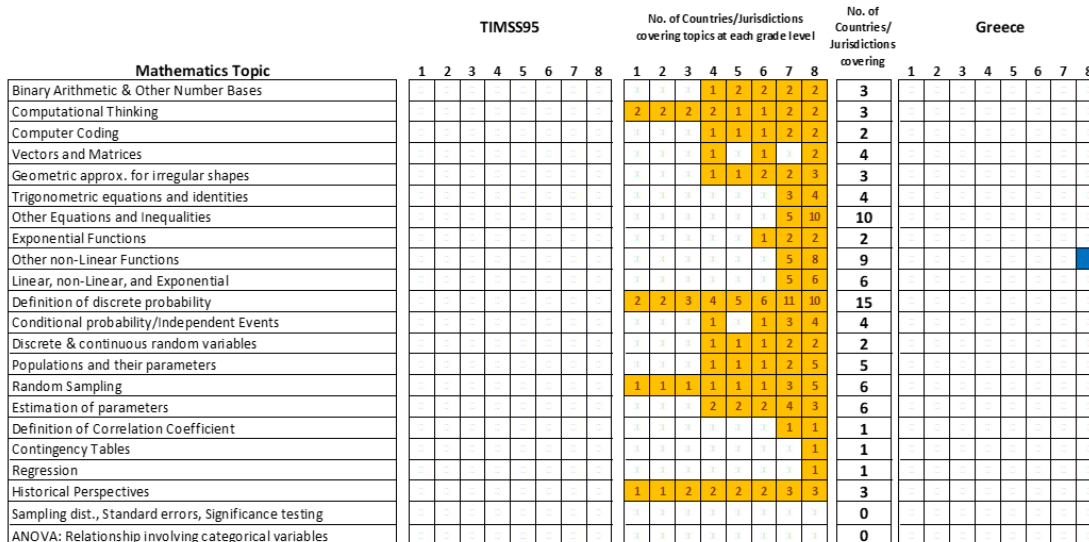 TIMSS95
No. of Countries/Jurisdictions
covering topics at each grade level
No. of
Countries/
Jurisdictions
covering
Greece
Mathematics Topic 1 2 3 4 5 6 7 8 1 2 3 4 5 6 7 8 1 2 3 4 5 6 7 8
Binary Arithmetic & Other Number Bases 1 2 2 2 2 3
Computational Thinking 2 2 2 2 1 1 2 2 3
Computer Coding 1 1 1 2 2 2
Vectors and Matrices 1 1 2 4
Geometric approx. for irregular shapes 1 1 2 2 3 3
Trigonometric equations and identities 3 4 4
Other Equations and Inequalities 5 10 10
Exponential Functions 1 2 2 2
Other non-Linear Functions 5 8 9
Linear, non-Linear, and Exponential 5 6 6
Definition of discrete probability 2 2 3 4 5 6 11 10 15
Conditional probability/Independent Events 1 1 3 4 4
Discrete & continuous random variables 1 1 1 2 2 2
Populations and their parameters 1 1 1 2 5 5
Random Sampling 1 1 1 1 1 1 3 5 6
Estimation of parameters 2 2 2 4 3 6
Definition of Correlation Coefficient 1 1 1
Contingency Tables 1 1
Regression 1 1
Historical Perspectives 1 1 2 2 2 2 3 3 3
Sampling dist., Standard errors, Significance testing 0
ANOVA: Relationship involving categorical variables 0